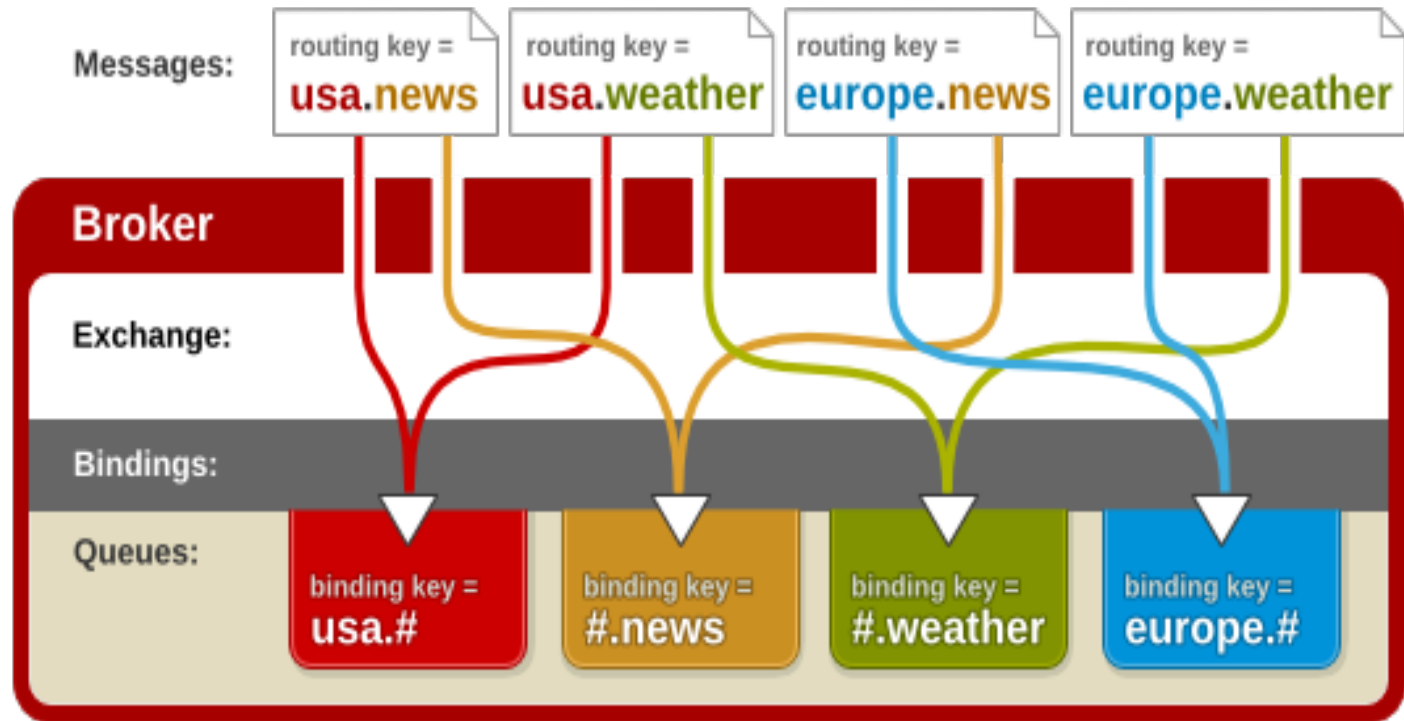 Messages:
routing key =
usa.news
routing key =
usa.weather
routing key =
europe.news
routing key =
europe.weather
Broker
Exchange:
Bindings:
Queues:
binding key =
usa.#
binding key =
#.news
binding key =
#.weather
binding key =
europe.#